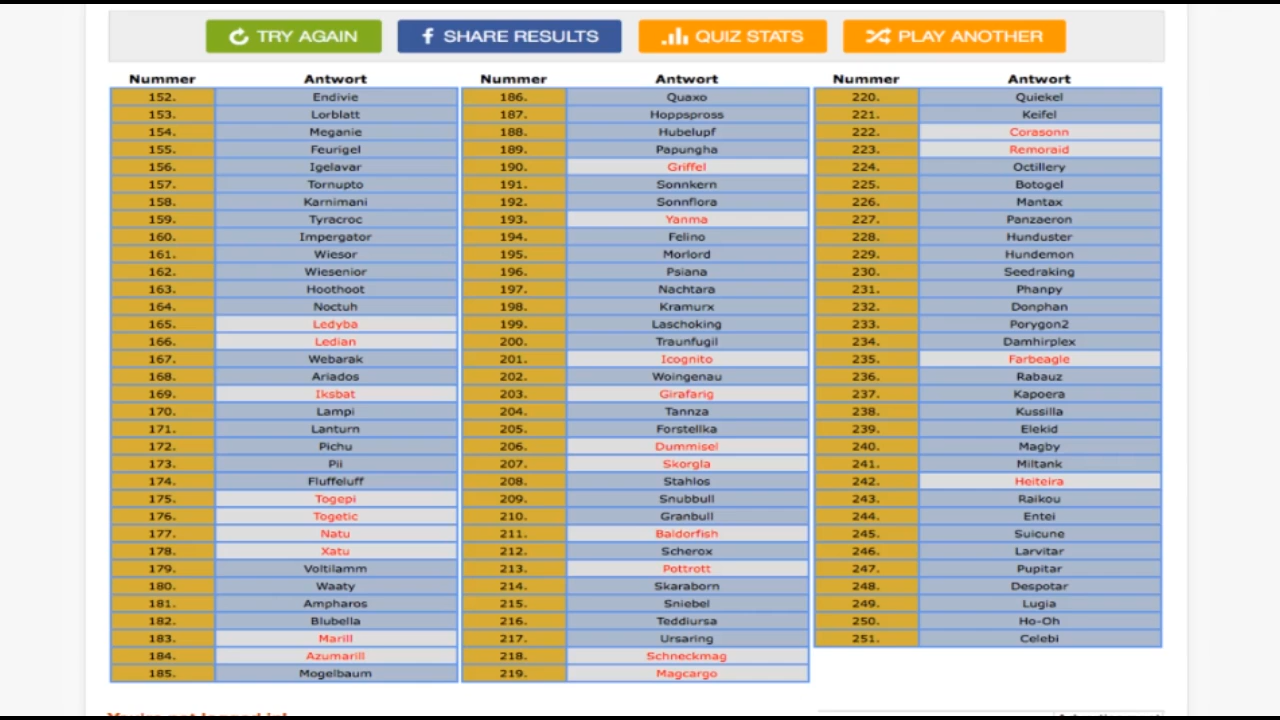 TRY AGAIN SHARE RESULTS QUIZ STATS PLAY ANOTHER
Nummer Antwort Nummer Antwort Nummer Antwort
152. Endivie 186. Quaxo 220. Quiekel
153. Lorblatt 187. Hoppspross 221. Keifel
154. Meganie 188. Hubelupf 222. Corasonn
155. Feurigel 189. Papungha 223. Remoraid
156. Igelavar 190. Griffel 224. Octillery
157. Tornupto 191. Sonnkern 225. Botogel
158. Karnimani 192. Sonnflora 226. Mantax
159. Tyracroc 193. Yanma 227. Panzaeron
160. Impergator 194. Felino 228. Hunduster
161. Wiesor 195. Morlord 229. Hundemon
162. Wiesenior 196. Psiana 230. Seedraking
163. Hoothoot 197. Nachtara 231. Phanpy
164. Noctuh 198. Kramurx 232. Donphan
165. Ledyba 199. Laschoking 233. Porygon2
166. Ledian 200. Traunfugil 234. Damhirplex
167. Webarak 201. Icognito 235. Farbeagle
168. Ariados 202. Woingenau 236. Rabauz
169. Iksbat 203. Girafarig 237. Kapoera
170. Lampi 204. Tannza 238. Kussilla
171. Lanturn 205. Forstellka 239. Elekid
172. Pichu 206. Dummisel 240. Magby
173. Pii 207. Skorgla 241. Miltank
174. Fluffeluff 208. Stahlos 242. Heiteira
175. Togepi 209. Snubbull 243. Raikou
176. Togetic 210. Granbull 244. Entei
177. Natu 211. Baldorfish 245. Suicune
178. Xatu 212. Scherox 246. Larvitar
179. Voltilamm 213. Pottrott 247. Pupitar
180. Waaty 214. Skaraborn 248. Despotar
181. Ampharos 215. Sniebel 249. Lugia
182. Blubella 216. Teddiursa 250. Ho-Oh
183. Marill 217. Ursaring 251. Celebi
184. Azumarill 218. Schneckmag
185. Mogelbaum 219. Magcargo